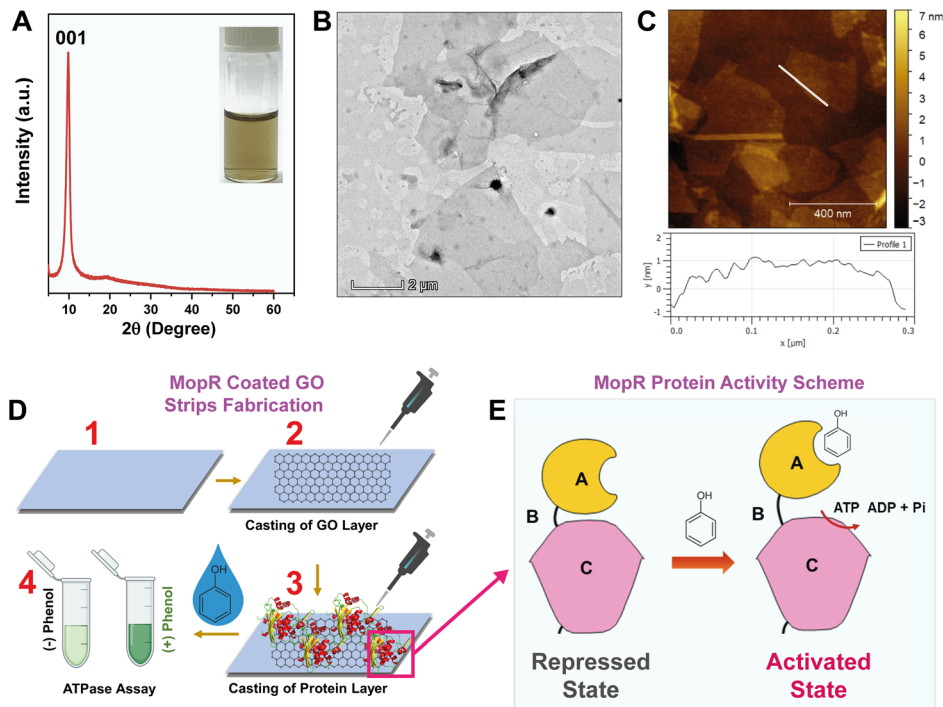 A
001
Intensity (a.u.)
10 20 30 40 50 60
2θ (Degree)
B
2 μm
C
7 nm
6
5
4
3
2
1
0
−1
−2
−3
400 nm
Profile 1
2
1
0
-1
y [nm]
0.0 0.1 0.2 0.3
x [μm]
D
MopR Coated GO
Strips Fabrication
1
2
Casting of GO Layer
3
OH
Casting of Protein Layer
4
(-) Phenol
(+) Phenol
ATPase Assay
MopR Protein Activity Scheme
E
A
B
C
Repressed
State
OH
OH
A
B
ATP ADP + Pi
C
Activated
State